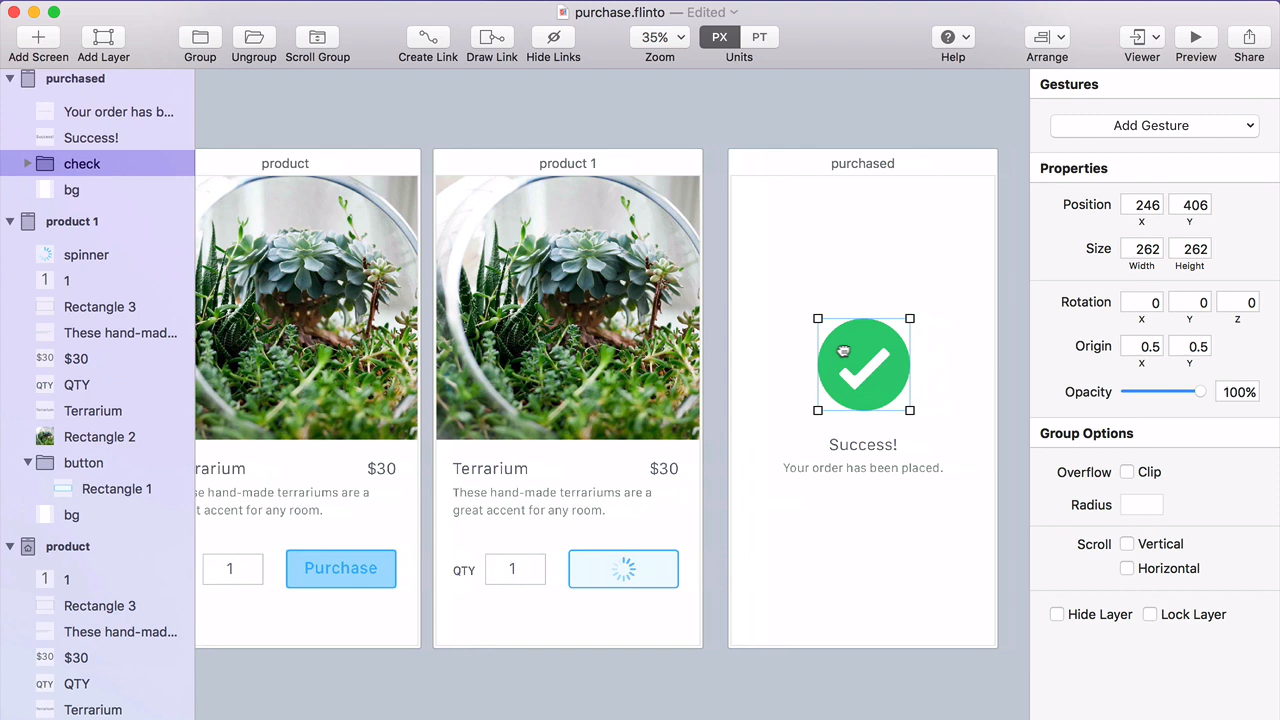 purchase.flinto — Edited
35%
PX
PT
Add Screen
Add Layer
Group
Ungroup
Scroll Group
Create Link
Draw Link
Hide Links
Zoom
Units
Help
Arrange
Viewer
Preview
Share
purchased
Your order has b...
Success!
check
bg
product 1
spinner
1
1
Rectangle 3
These hand-mad...
$30
$30
QTY
QTY
Terrarium
Rectangle 2
button
Rectangle 1
bg
product
1
1
Rectangle 3
These hand-mad...
$30
$30
QTY
QTY
Terrarium
product
rarium
$30
s hand-made terrariums are a
t accent for any room.
1
Purchase
product 1
Terrarium
$30
These hand-made terrariums are a
great accent for any room.
QTY
1
purchased
Success!
Your order has been placed.
Gestures
Add Gesture
Properties
Position
246
406
X
Y
Size
262
262
Width
Height
Rotation
0
0
0
X
Y
Z
Origin
0.5
0.5
X
Y
Opacity
100%
Group Options
Overflow
Clip
Radius
Scroll
Vertical
Horizontal
Hide Layer
Lock Layer